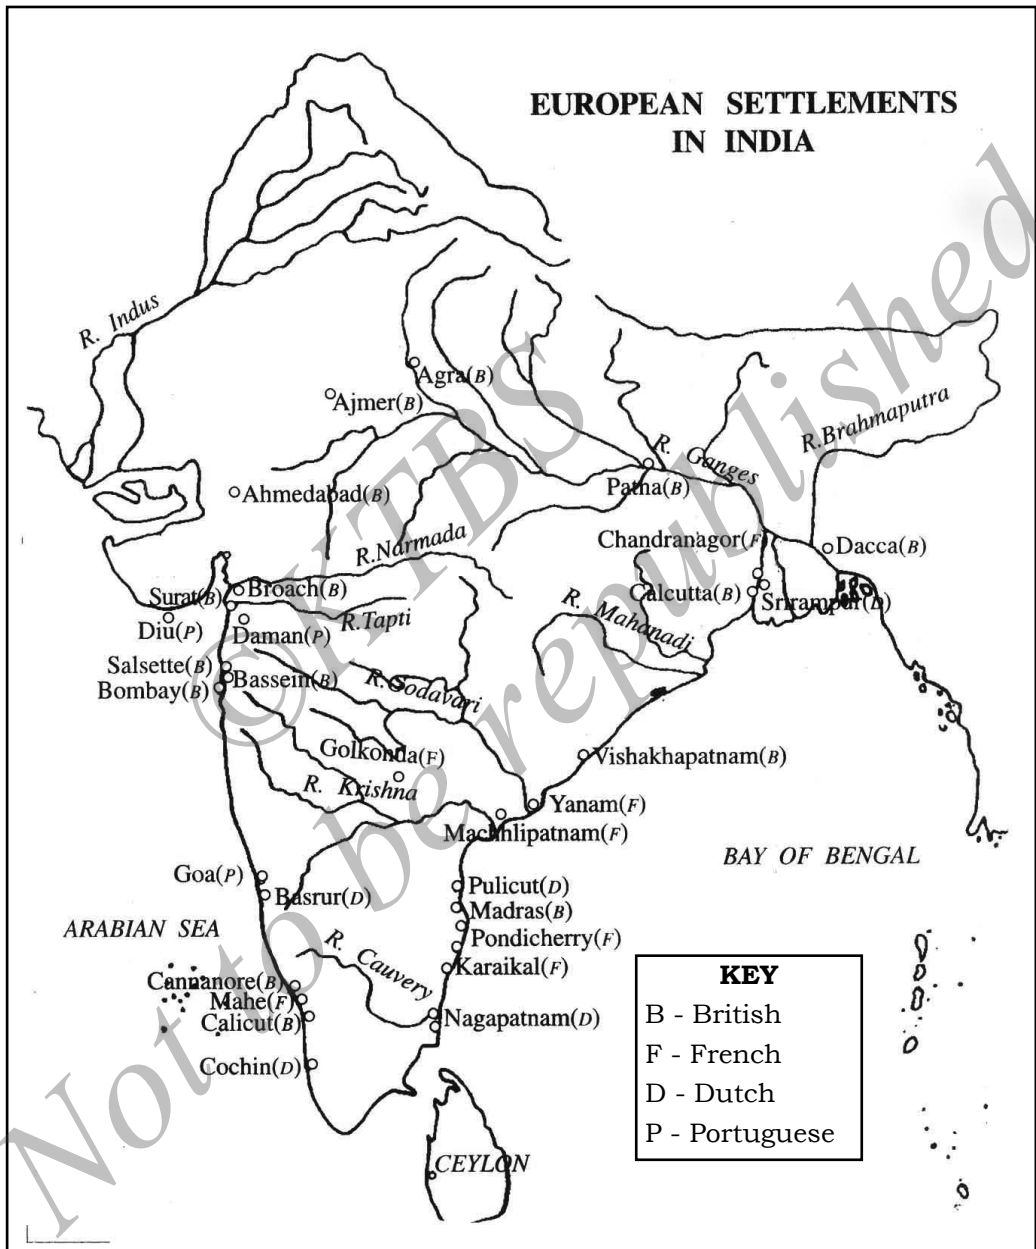 EUROPEAN SETTLEMENTS
IN INDIA
R. Indus
Agra(B)
Ajmer(B)
R.Brahmaputra
R. Ganges
Ahmedabad(B)
Patna(B)
R.Narmada
Chandranagor(F
Dacca(B)
Surat(B)
Broach(B)
Calcutta(B)
Srirampur(D)
R.Tapti
R. Mahanadi
Diu(P)
Daman(P)
Salsette(B)
Bassein(B)
Bombay(B)
R.Godavari
Golkonda(F)
Vishakhapatnam(B)
R. Krishna
Yanam(F)
Machhlipatnam(F)
BAY OF BENGAL
Goa(P)
Basrur(D)
Pulicut(D)
Madras(B)
ARABIAN SEA
R. Cauvery
Pondicherry(F)
Karaikal(F)
Cannanore(B)
Mahe(F)
Calicut(B)
Nagapatnam(D)
Cochin(D)
CEYLON
KEY
B - British
F - French
D - Dutch
P - Portuguese
©KTBS
Not to be republished